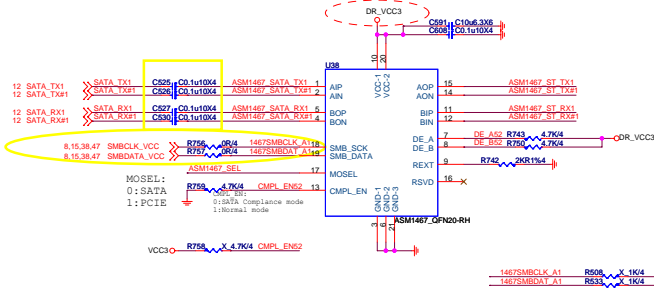 DR_VCC3
C591 C10u6.3X6
C608 C0.1u10X4
U38
10
20
VCC-1
VCC-2
12 SATA_TX1 SATA_TX1 C525 C0.1u10X4 ASM1467_SATA_TX1 1 AIP AOP 15 ASM1467_ST_TX1
12 SATA_TX#1 SATA_TX#1 C526 C0.1u10X4 ASM1467_SATA_TX#1 2 AIN AON 14 ASM1467_ST_TX#1
12 SATA_RX1 SATA_RX1 C527 C0.1u10X4 ASM1467_SATA_RX1 5 BOP BIP 11 ASM1467_ST_RX1
12 SATA_RX#1 SATA_RX#1 C530 C0.1u10X4 ASM1467_SATA_RX#1 4 BON BIN 12 ASM1467_ST_RX#1
DE_A 7 DE_A52 R743 4.7K/4 DR_VCC3
8,15,38,47 SMBCLK_VCC R756 0R/4 1467SMBCLK_A1 18 SMB_SCK DE_B 8 DE_B52 R750 4.7K/4
8,15,38,47 SMBDATA_VCC R757 0R/4 1467SMBDAT_A1 19 SMB_DATA
REXT 9 R742 2KR1%4
ASM1467_SEL 17 MOSEL
RSVD 16
MOSEL:
0:SATA
1:PCIE
R759 4.7K/4 CMPL_EN52 13 CMPL_EN
CMPL_EN:
0:SATA Complance mode
1:Normal mode
GND-1
GND-2
GND-3
3
6
21
ASM1467_QFN20-RH
VCC3 R758 X_4.7K/4 CMPL_EN52
1467SMBCLK_A1 R508 X_1K/4
1467SMBDAT_A1 R533 X_1K/4